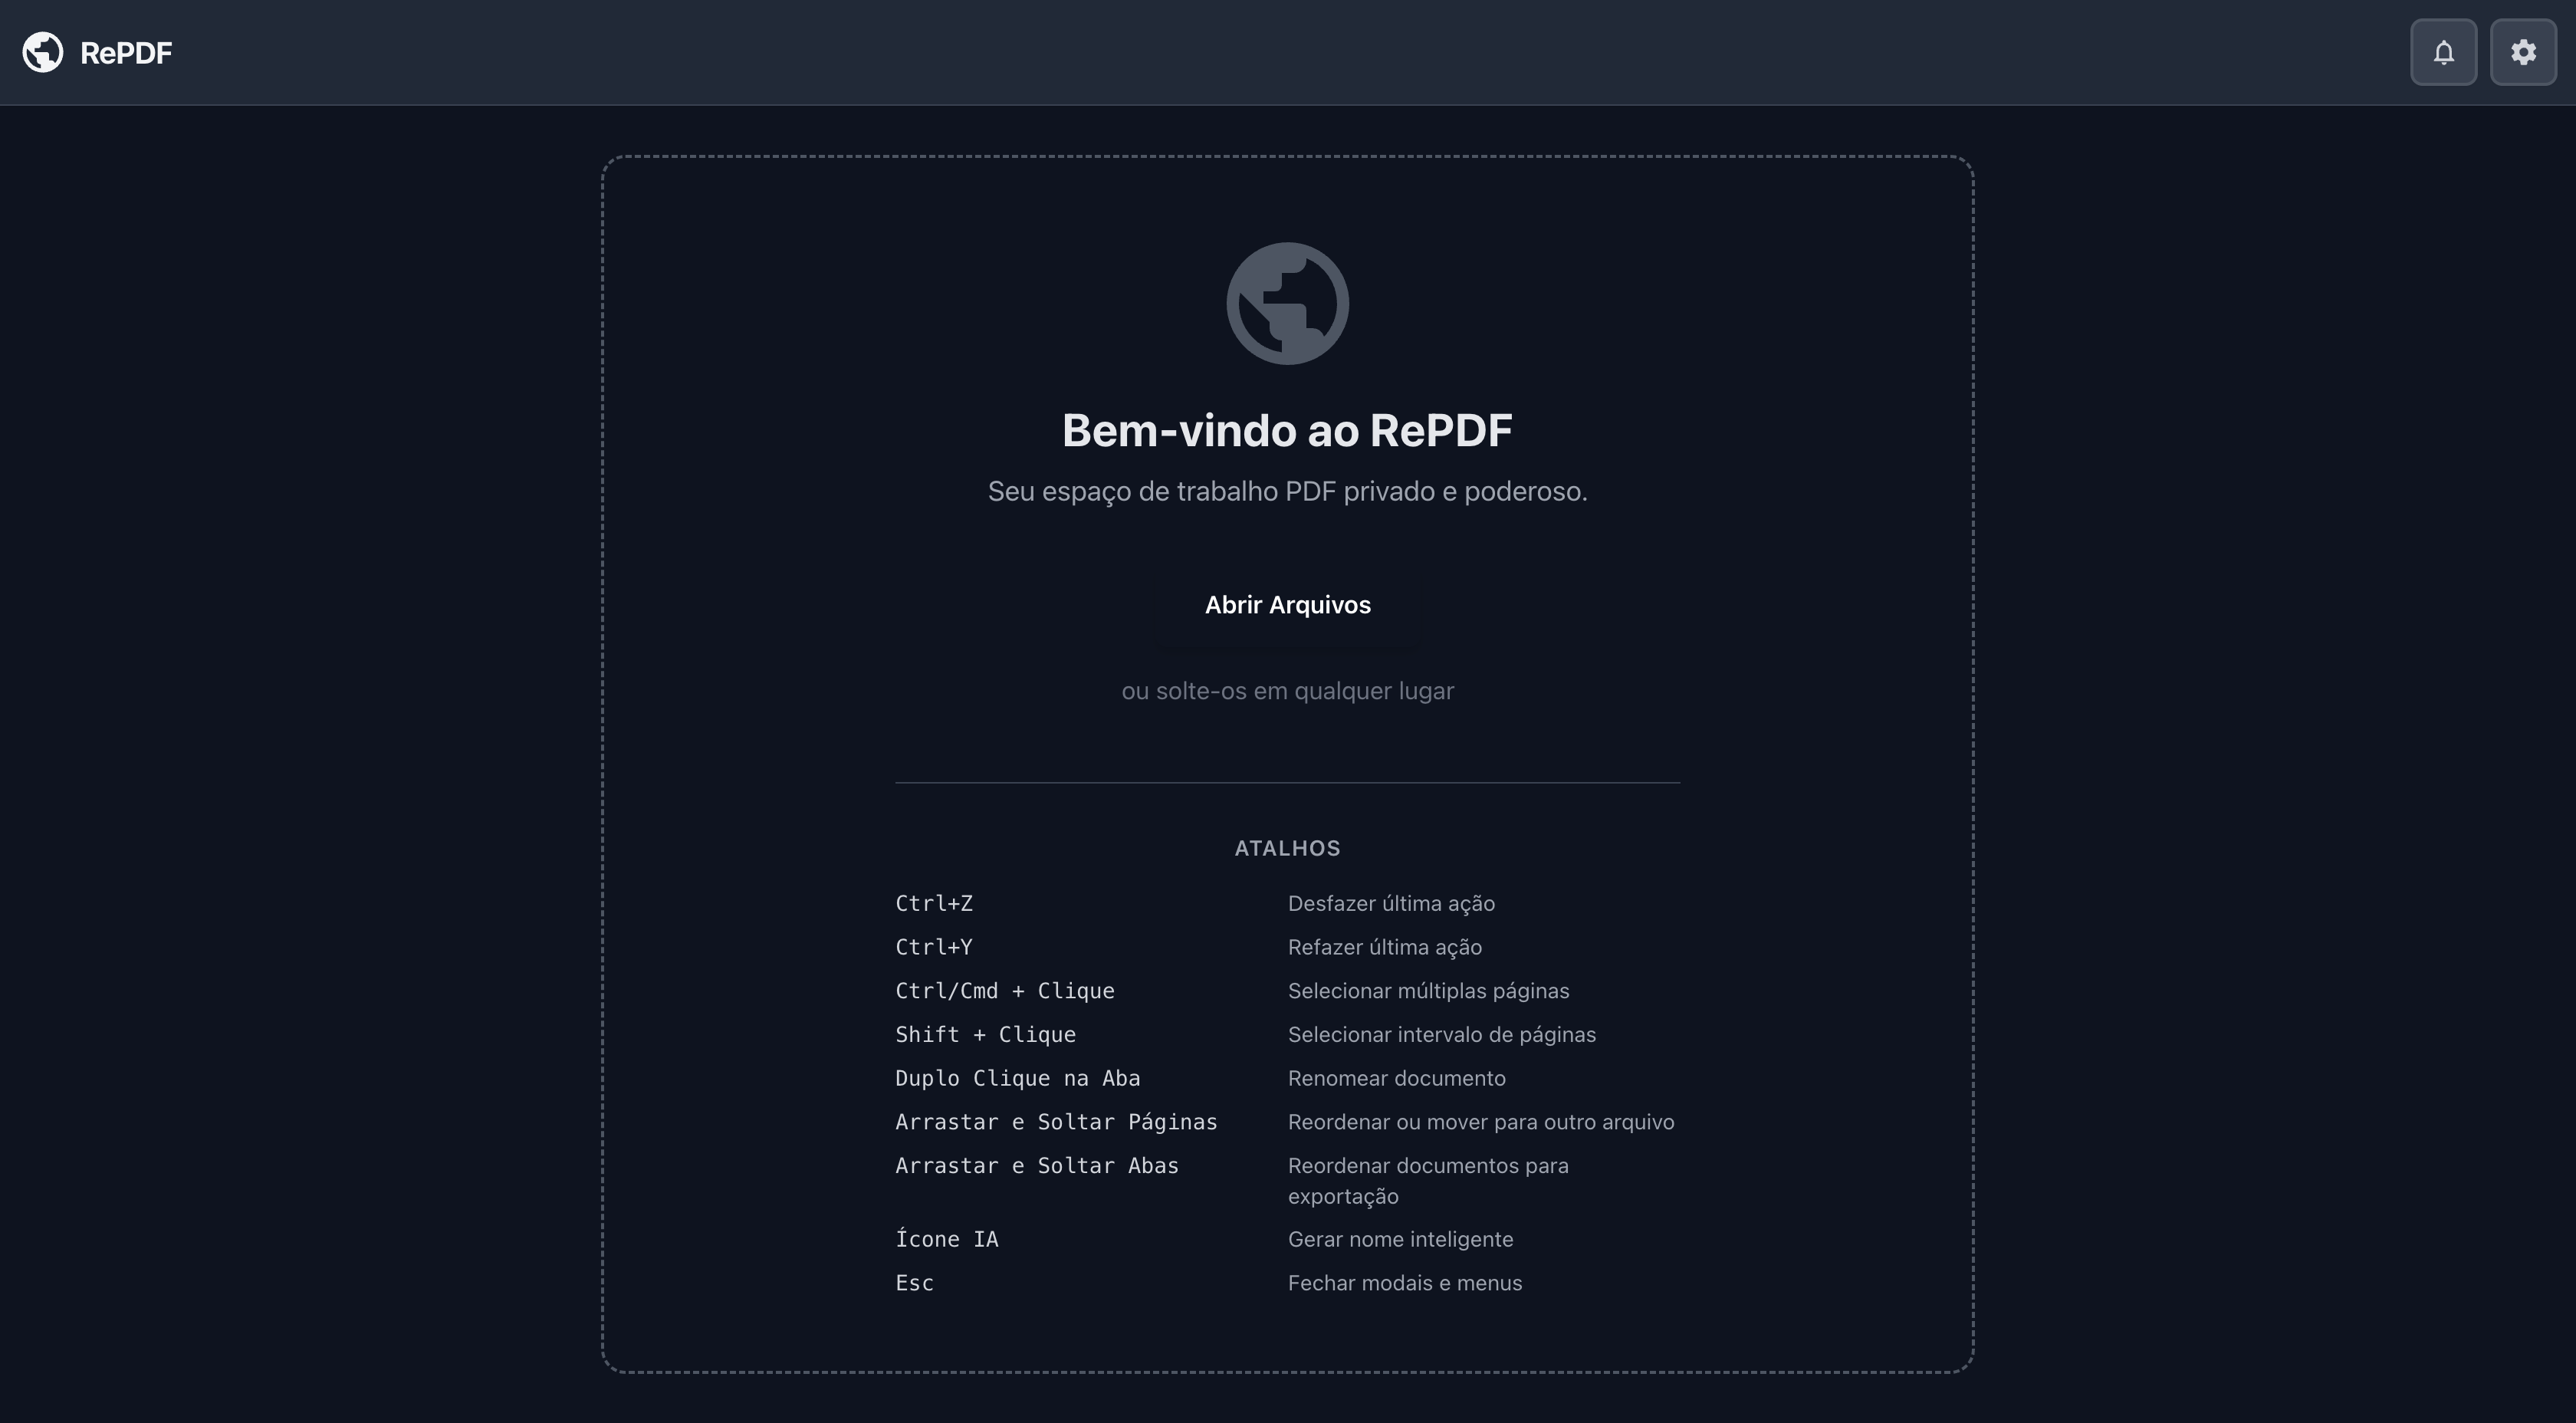 RePDF
Bem-vindo ao RePDF
Seu espaço de trabalho PDF privado e poderoso.
Abrir Arquivos
ou solte-os em qualquer lugar
ATALHOS
Ctrl+Z Desfazer última ação
Ctrl+Y Refazer última ação
Ctrl/Cmd + Clique Selecionar múltiplas páginas
Shift + Clique Selecionar intervalo de páginas
Duplo Clique na Aba Renomear documento
Arrastar e Soltar Páginas Reordenar ou mover para outro arquivo
Arrastar e Soltar Abas Reordenar documentos para
exportação
Ícone IA Gerar nome inteligente
Esc Fechar modais e menus